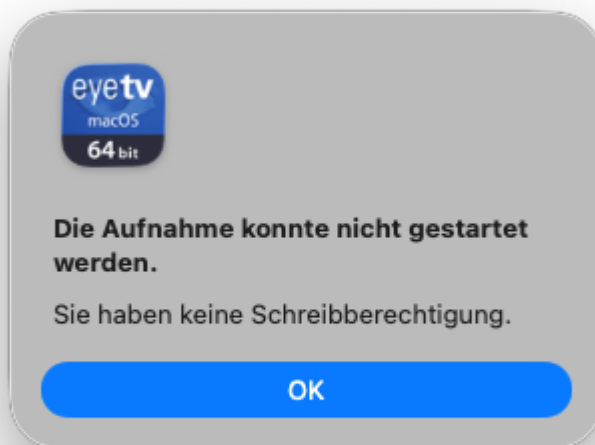 eyetv
macOS
64 bit
Die Aufnahme konnte nicht gestartet
werden.
Sie haben keine Schreibberechtigung.
OK